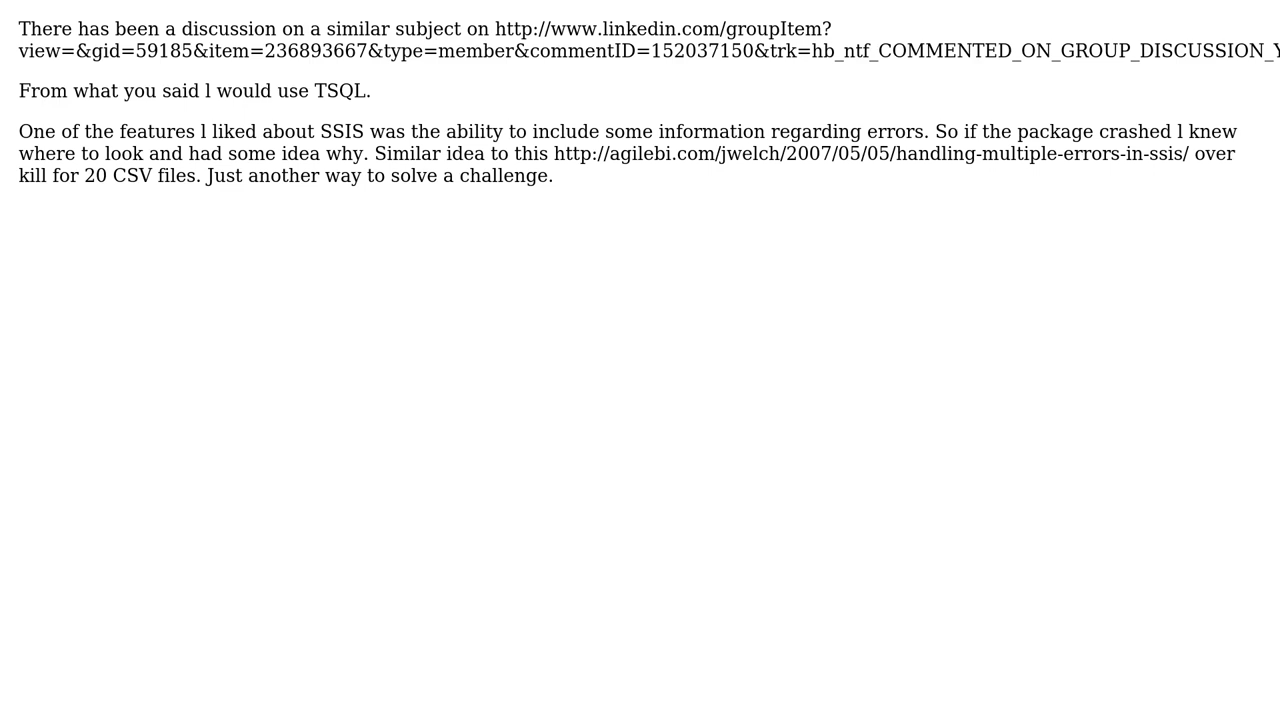 There has been a discussion on a similar subject on http://www.linkedin.com/groupItem?
view=&gid=59185&item=236893667&type=member&commentID=152037150&trk=hb_ntf_COMMENTED_ON_GROUP_DISCUSSION_Y
From what you said l would use TSQL.
One of the features l liked about SSIS was the ability to include some information regarding errors. So if the package crashed l knew
where to look and had some idea why. Similar idea to this http://agilebi.com/jwelch/2007/05/05/handling-multiple-errors-in-ssis/ over
kill for 20 CSV files. Just another way to solve a challenge.